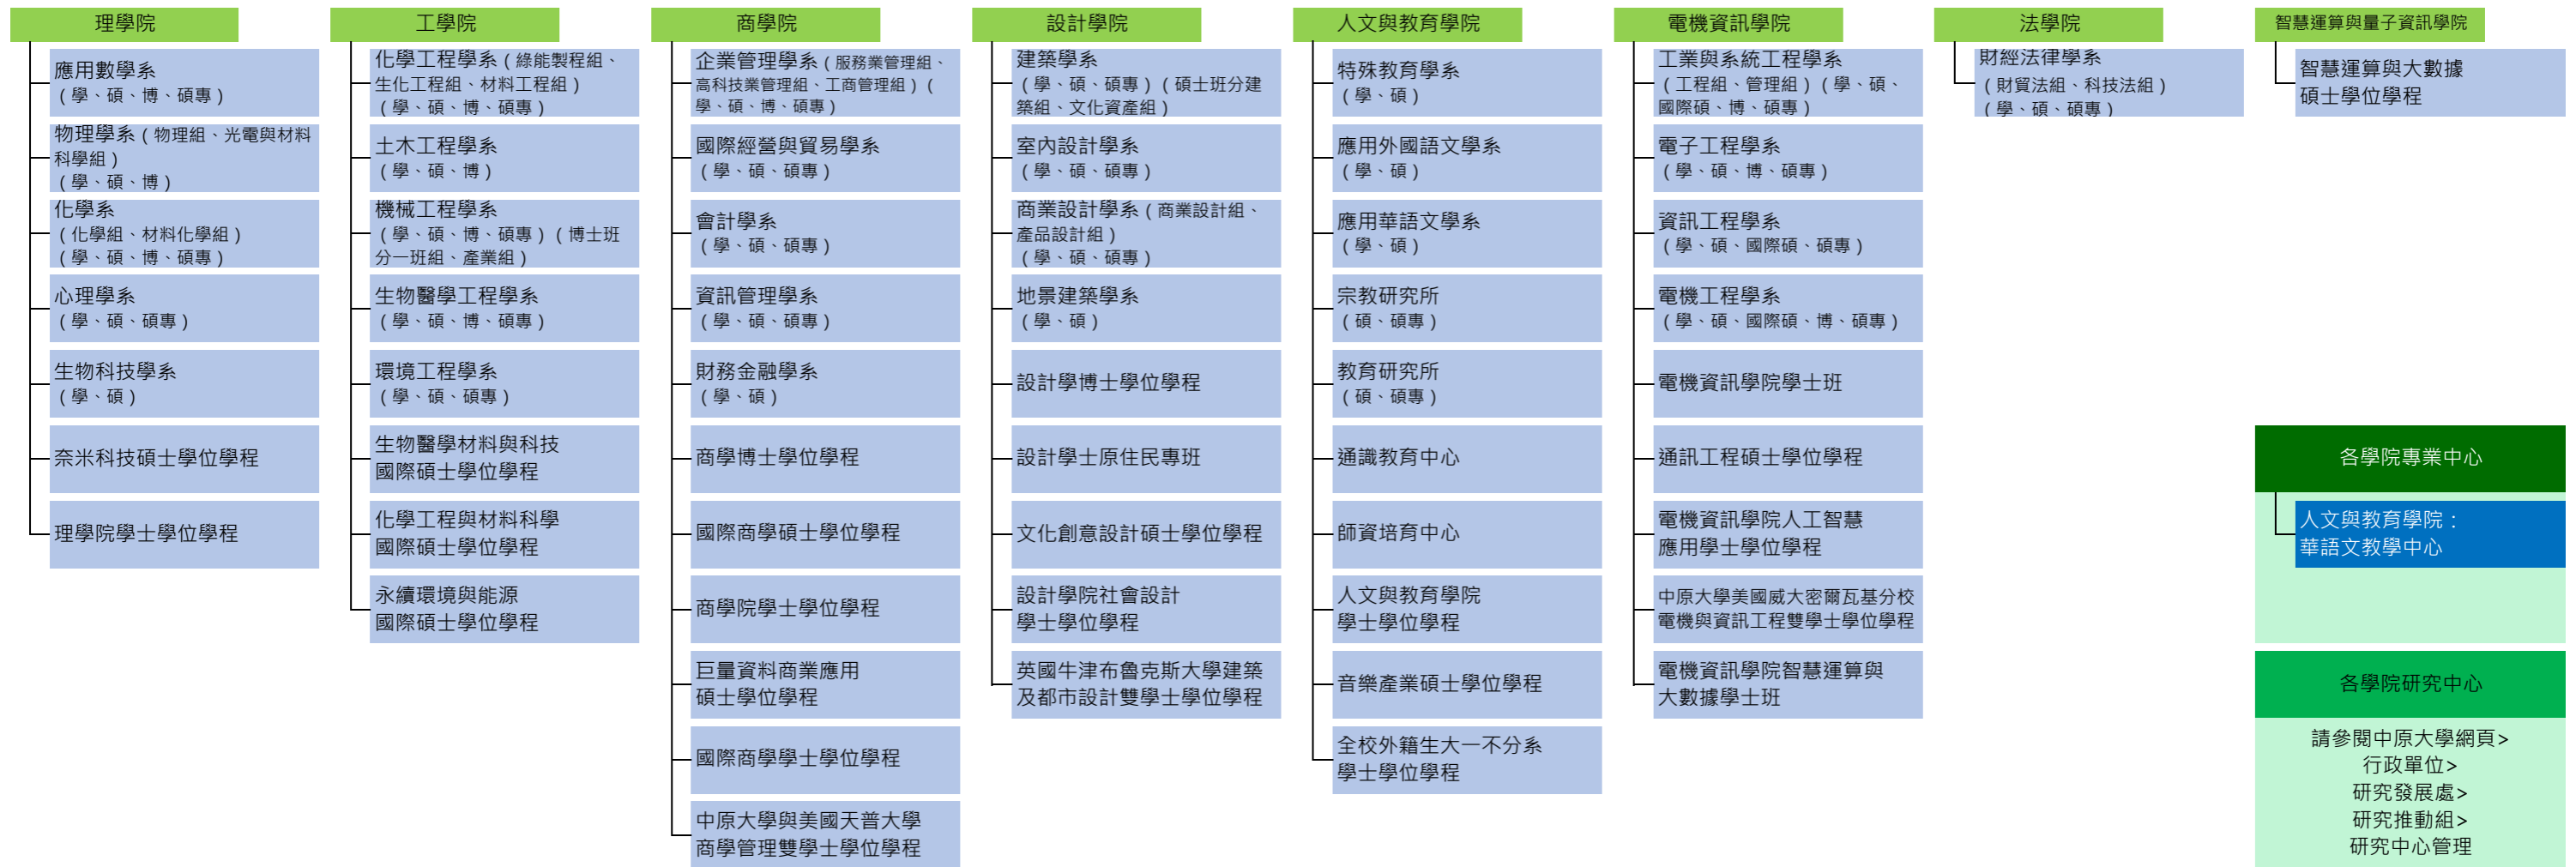 理學院
應用數學系
(學、碩、博、碩專)
物理學系(物理組、光電與材料
科學組)
(學、碩、博)
化學系
(化學組、材料化學組)
(學、碩、博、碩專)
心理學系
(學、碩、碩專)
生物科技學系
(學、碩)
奈米科技碩士學位學程
理學院學士學位學程
工學院
化學工程學系(綠能製程組、
生化工程組、材料工程組)
(學、碩、博、碩專)
土木工程學系
(學、碩、博)
機械工程學系
(學、碩、博、碩專)(博士班
分一班組、產業組)
生物醫學工程學系
(學、碩、博、碩專)
環境工程學系
(學、碩、碩專)
生物醫學材料與科技
國際碩士學位學程
化學工程與材料科學
國際碩士學位學程
永續環境與能源
國際碩士學位學程
商學院
企業管理學系(服務業管理組、
高科技業管理組、工商管理組)(
學、碩、博、碩專)
國際經營與貿易學系
(學、碩、碩專)
會計學系
(學、碩、碩專)
資訊管理學系
(學、碩、碩專)
財務金融學系
(學、碩)
商學博士學位學程
國際商學碩士學位學程
商學院學士學位學程
巨量資料商業應用
碩士學位學程
國際商學學士學位學程
中原大學與美國天普大學
商學管理雙學士學位學程
設計學院
建築學系
(學、碩、碩專)(碩士班分建
築組、文化資產組)
室內設計學系
(學、碩、碩專)
商業設計學系(商業設計組、
產品設計組)
(學、碩、碩專)
地景建築學系
(學、碩)
設計學博士學位學程
設計學士原住民專班
文化創意設計碩士學位學程
設計學院社會設計
學士學位學程
英國牛津布魯克斯大學建築
及都市設計雙學士學位學程
人文與教育學院
特殊教育學系
(學、碩)
應用外國語文學系
(學、碩)
應用華語文學系
(學、碩)
宗教研究所
(碩、碩專)
教育研究所
(碩、碩專)
通識教育中心
師資培育中心
人文與教育學院
學士學位學程
音樂產業碩士學位學程
全校外籍生大一不分系
學士學位學程
電機資訊學院
工業與系統工程學系
(工程組、管理組)(學、碩、
國際碩、博、碩專)
電子工程學系
(學、碩、博、碩專)
資訊工程學系
(學、碩、國際碩、碩專)
電機工程學系
(學、碩、國際碩、博、碩專)
電機資訊學院學士班
通訊工程碩士學位學程
電機資訊學院人工智慧
應用學士學位學程
中原大學美國威大密爾瓦基分校
電機與資訊工程雙學士學位學程
電機資訊學院智慧運算與
大數據學士班
法學院
財經法律學系
(財貿法組、科技法組)
(學、碩、碩專)
智慧運算與量子資訊學院
智慧運算與大數據
碩士學位學程
各學院專業中心
人文與教育學院：
華語文教學中心
各學院研究中心
請參閱中原大學網頁>
行政單位>
研究發展處>
研究推動組>
研究中心管理